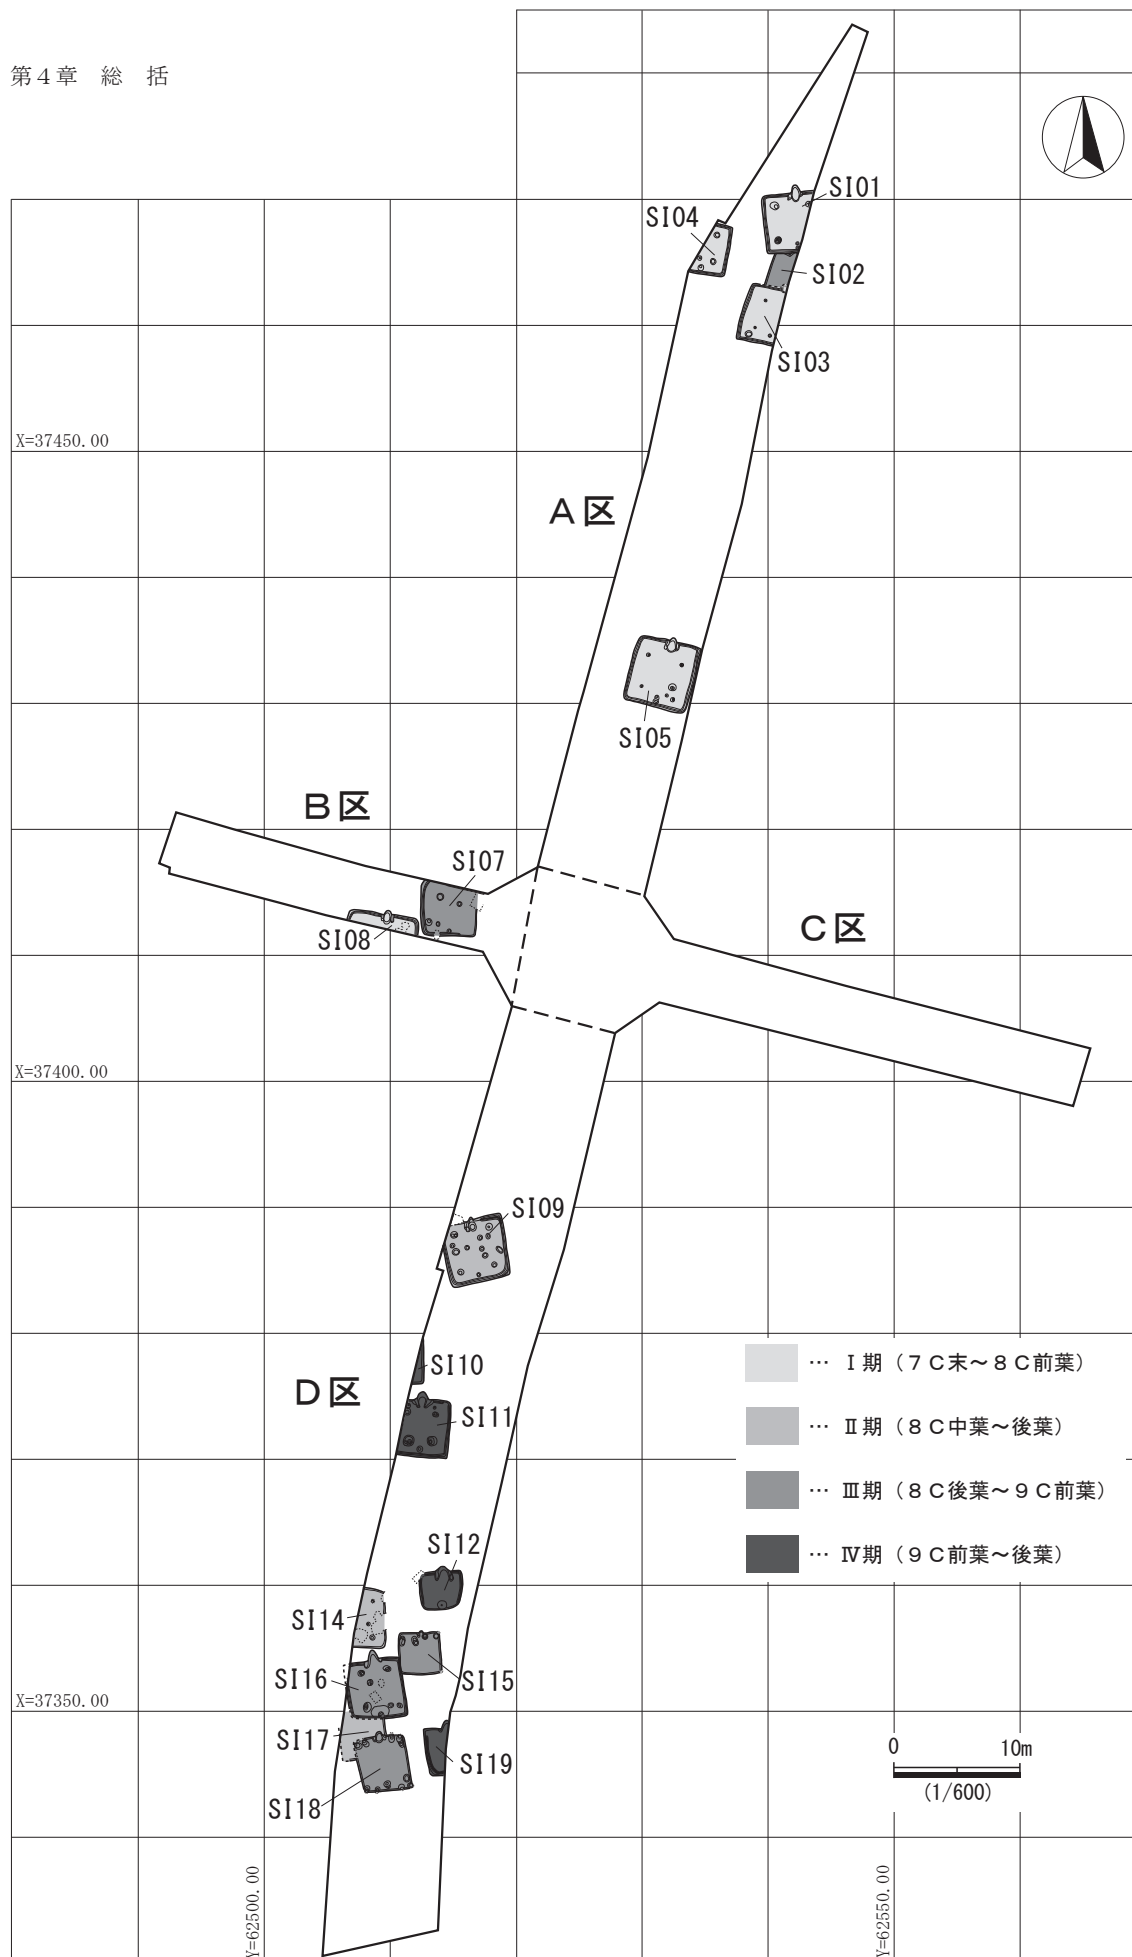 第4章 総 括
SI01
SI04
SI02
SI03
X=37450.00
A区
SI05
B区
SI07
SI08
C区
X=37400.00
SI09
SI10
D区
SI11
… Ⅰ期（7C末～8C前葉）
… Ⅱ期（8C中葉～後葉）
… Ⅲ期（8C後葉～9C前葉）
… Ⅳ期（9C前葉～後葉）
SI12
SI14
SI15
SI16
X=37350.00
SI17
SI19
SI18
0 10m
(1/600)
Y=62500.00
Y=62550.00